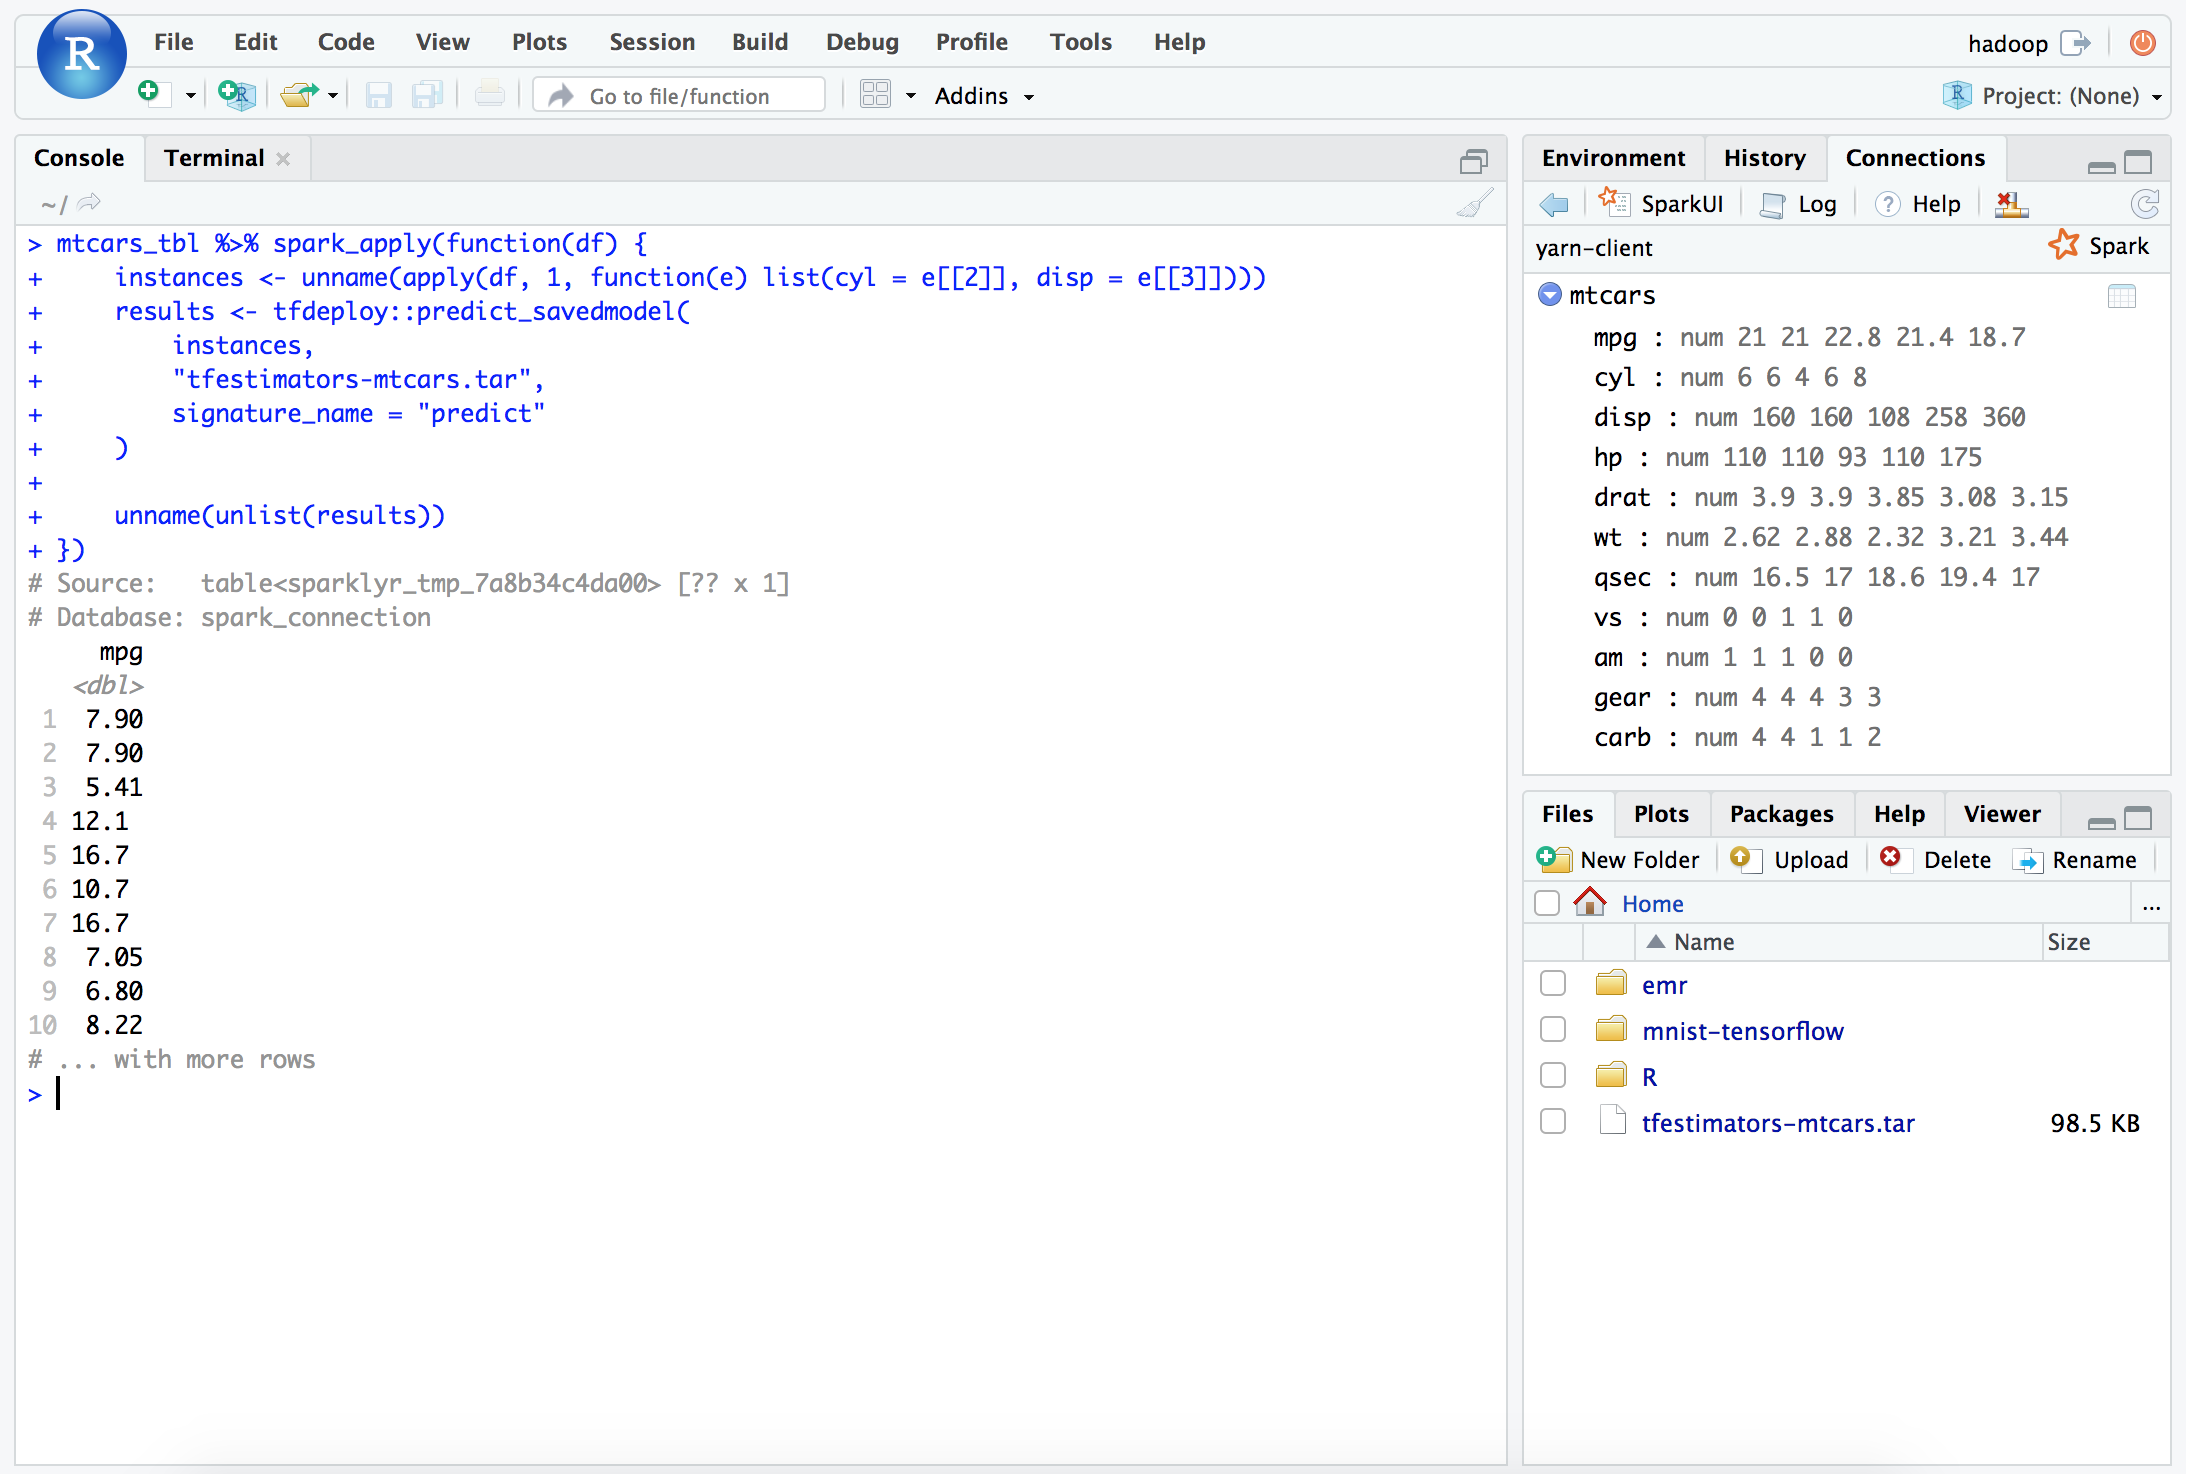 R File Edit Code View Plots Session Build Debug Profile Tools Help hadoop
Go to file/function Addins Project: (None)
Console Terminal
~/
> mtcars_tbl %>% spark_apply(function(df) {
+     instances <- unname(apply(df, 1, function(e) list(cyl = e[[2]], disp = e[[3]])))
+     results <- tfdeploy::predict_savedmodel(
+         instances,
+         "tfestimators-mtcars.tar",
+         signature_name = "predict"
+     )
+
+     unname(unlist(results))
+ })
# Source:   table<sparklyr_tmp_7a8b34c4da00> [?? x 1]
# Database: spark_connection
mpg
<dbl>
1 7.90
2 7.90
3 5.41
4 12.1
5 16.7
6 10.7
7 16.7
8 7.05
9 6.80
10 8.22
# ... with more rows
>
Environment History Connections
SparkUI Log Help
yarn-client Spark
mtcars
mpg : num 21 21 22.8 21.4 18.7
cyl : num 6 6 4 6 8
disp : num 160 160 108 258 360
hp : num 110 110 93 110 175
drat : num 3.9 3.9 3.85 3.08 3.15
wt : num 2.62 2.88 2.32 3.21 3.44
qsec : num 16.5 17 18.6 19.4 17
vs : num 0 0 1 1 0
am : num 1 1 1 0 0
gear : num 4 4 4 3 3
carb : num 4 4 1 1 2
Files Plots Packages Help Viewer
New Folder Upload Delete Rename
Home ...
Name Size
emr
mnist-tensorflow
R
tfestimators-mtcars.tar 98.5 KB